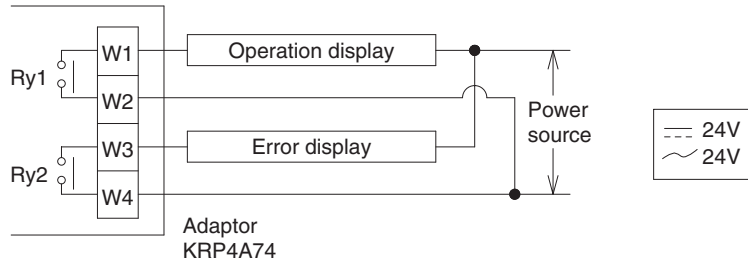 W1
Operation display
Ry1
W2
Power
source
W3
Error display
Ry2
W4
Adaptor
KRP4A74
24V
24V